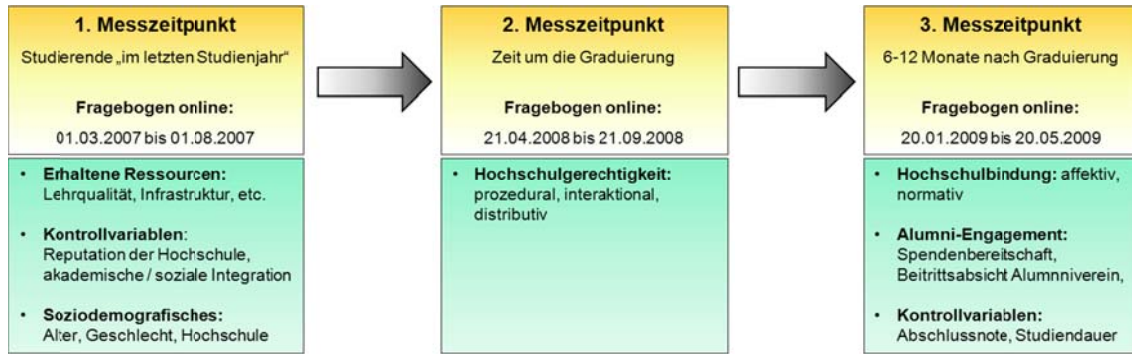 1. Messzeitpunkt
Studierende „im letzten Studienjahr“
Fragebogen online:
01.03.2007 bis 01.08.2007
• Erhaltene Ressourcen:
Lehrqualität, Infrastruktur, etc.
• Kontrollvariablen:
Reputation der Hochschule,
akademische / soziale Integration
• Soziodemografisches:
Alter, Geschlecht, Hochschule
2. Messzeitpunkt
Zeit um die Graduierung
Fragebogen online:
21.04.2008 bis 21.09.2008
• Hochschulgerechtigkeit:
prozedural, interaktional,
distributiv
3. Messzeitpunkt
6-12 Monate nach Graduierung
Fragebogen online:
20.01.2009 bis 20.05.2009
• Hochschulbindung: affektiv,
normativ
• Alumni-Engagement:
Spendenbereitschaft,
Beitrittsabsicht Alumnniverein,
• Kontrollvariablen:
Abschlussnote, Studiendauer